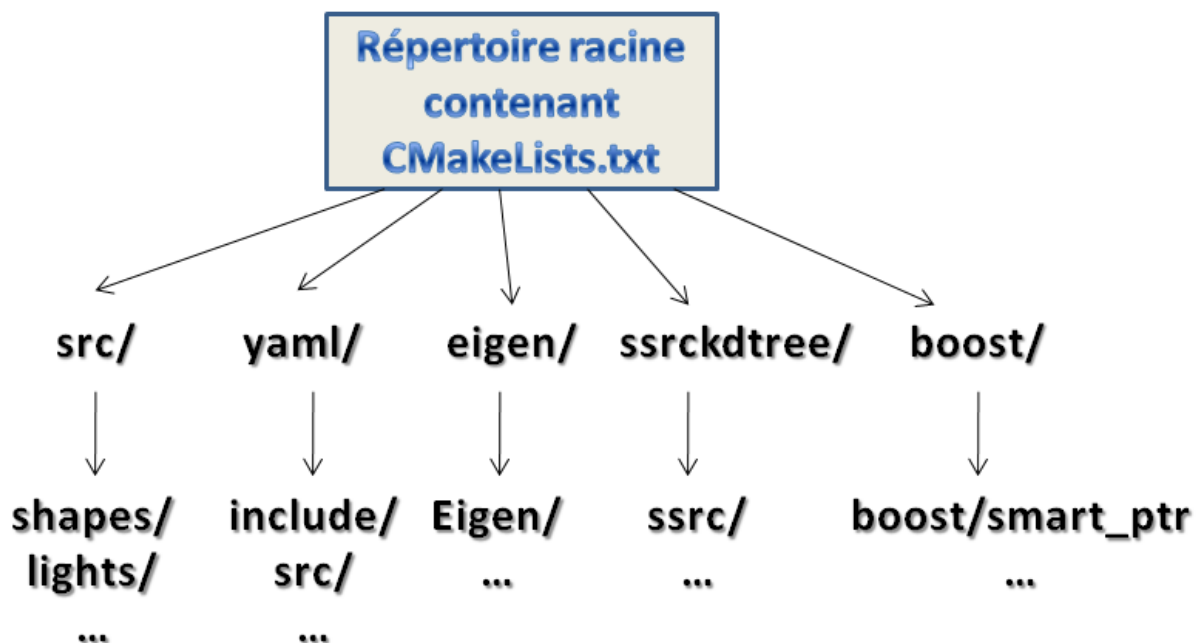 Répertoire racine
contenant
CMakeLists.txt
src/
yaml/
eigen/
ssrckdtree/
boost/
shapes/
lights/
...
include/
src/
...
Eigen/
...
ssrc/
...
boost/smart_ptr
...